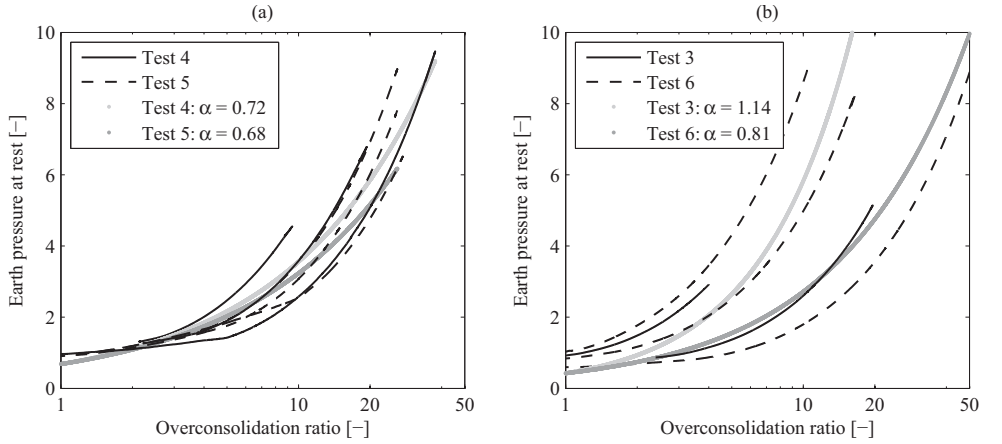 (a)
10
8
6
4
2
0
Earth pressure at rest [−]
Test 4
Test 5
Test 4: α = 0.72
Test 5: α = 0.68
1
10
20
50
Overconsolidation ratio [−]
(b)
10
8
6
4
2
0
Earth pressure at rest [−]
Test 3
Test 6
Test 3: α = 1.14
Test 6: α = 0.81
1
10
20
50
Overconsolidation ratio [−]